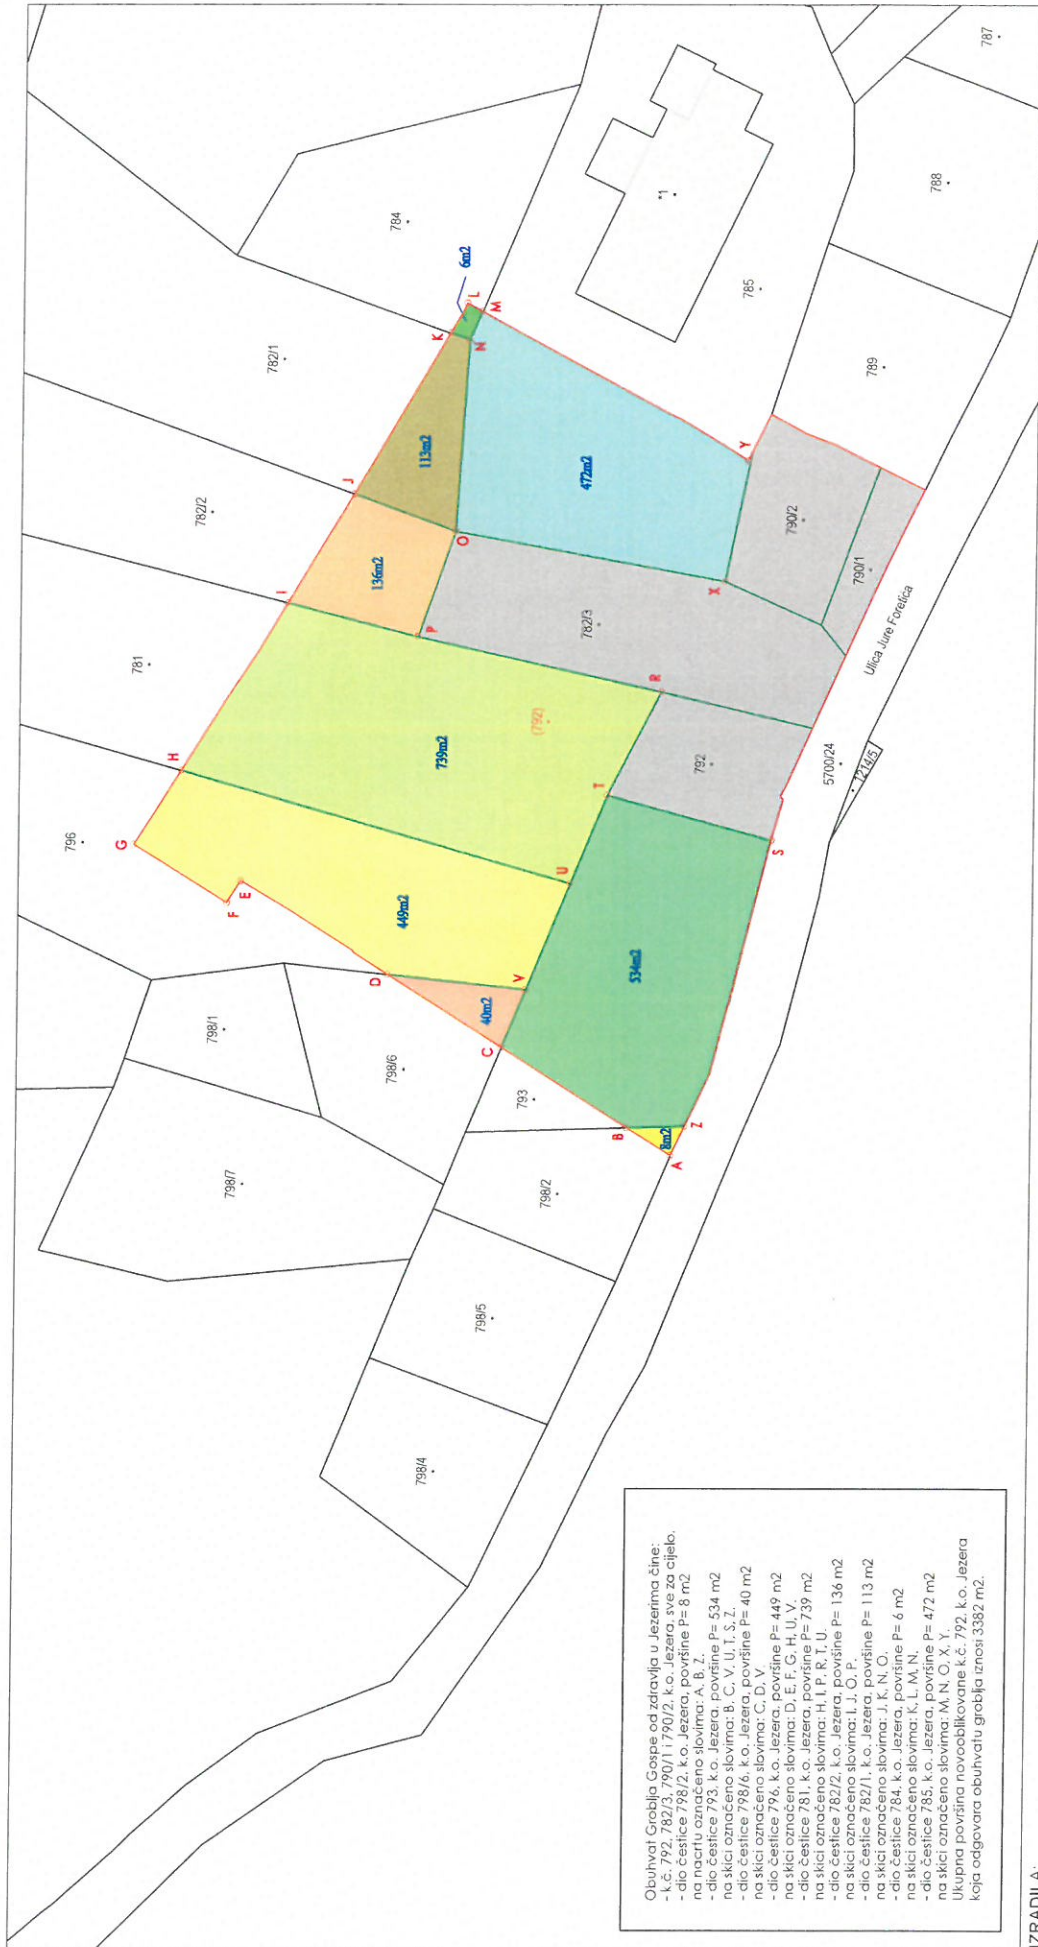 796
781
782/2
782/1
784
G
H
I
J
K
L
M
N
6m2
F
E
D
449m2
739m2
136m2
113m2
472m2
O
P
(792)
R
782/3
X
Y
785
*1
787
788
789
790/2
790/1
798/1
798/7
798/6
C
40m2
V
U
T
792
534m2
S
793
B
8m2
A
Z
798/2
798/5
798/4
Ulica Jure Foretića
5700/24
1214/5
Obuhvat Groblja Gospe od zdravlja u Jezerima čine:
- k.č. 792, 782/3, 790/1 i 790/2, k.o. Jezera, sve za cijelo.
- dio čestice 798/2, k.o. Jezera, površine P= 8 m2
na nacrtu označeno slovima: A, B, Z.
- dio čestice 793, k.o. Jezera, površine P= 534 m2
na skici označeno slovima: B, C, V, U, T, S, Z.
- dio čestice 798/6, k.o. Jezera, površine P= 40 m2
na skici označeno slovima: C, D, V.
- dio čestice 796, k.o. Jezera, površine P= 449 m2
na skici označeno slovima: D, E, F, G, H, U, V.
- dio čestice 781, k.o. Jezera, površine P= 739 m2
na skici označeno slovima: H, I, P, R, T, U.
- dio čestice 782/2, k.o. Jezera, površine P= 136 m2
na skici označeno slovima: I, J, O, P.
- dio čestice 782/1, k.o. Jezera, površine P= 113 m2
na skici označeno slovima: J, K, N, O.
- dio čestice 784, k.o. Jezera, površine P= 6 m2
na skici označeno slovima: K, L, M, N.
- dio čestice 785, k.o. Jezera, površine P= 472 m2
na skici označeno slovima: M, N, O, X, Y.
Ukupna površina novooblikovane k.č. 792, k.o. Jezera
koja odgovara obuhvatu groblja iznosi 3382 m2.
IZRADILA: